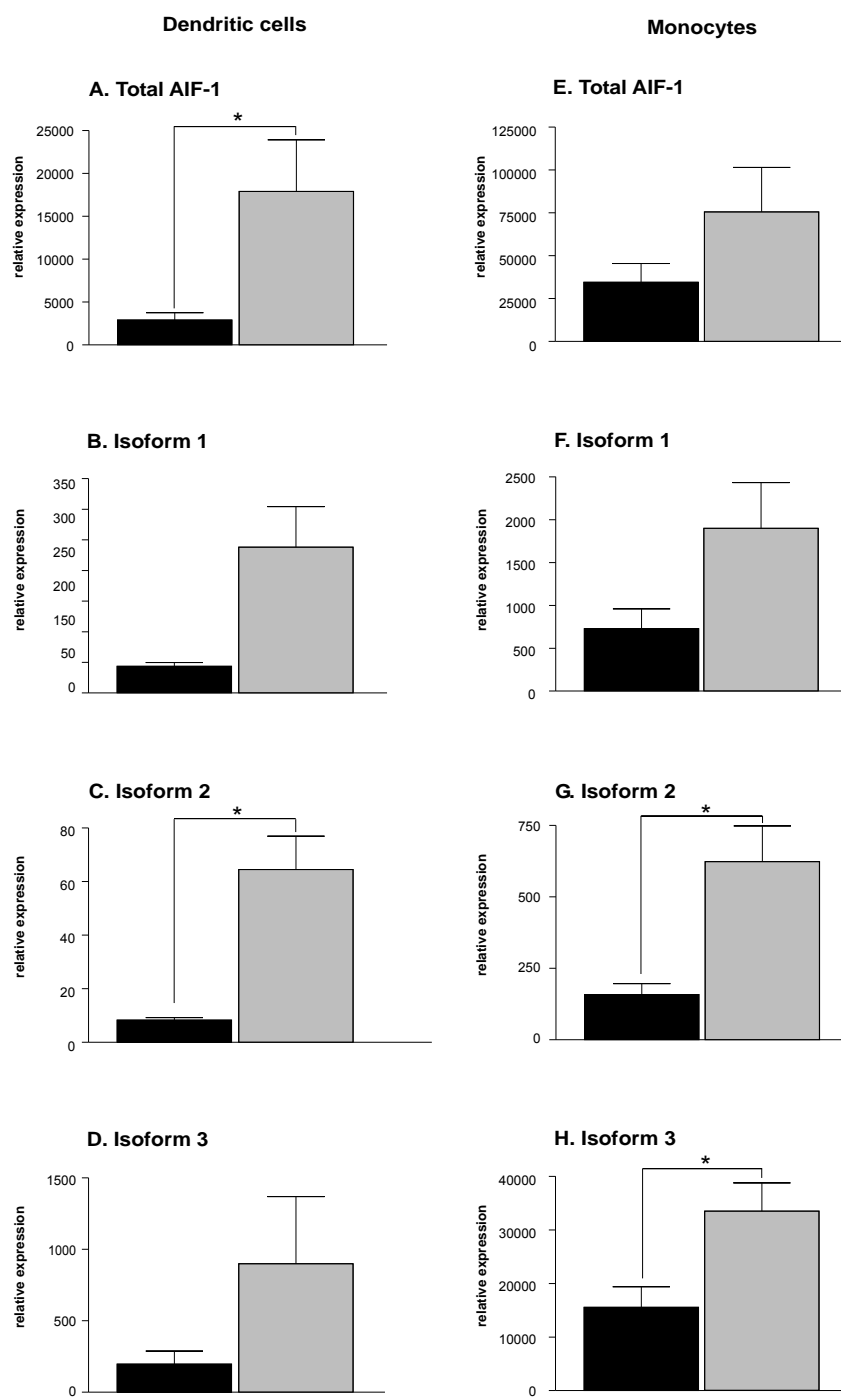 Dendritic cells
Monocytes
A. Total AIF-1
relative expression
25000
20000
15000
10000
5000
0
*
E. Total AIF-1
relative expression
125000
100000
75000
50000
25000
0
B. Isoform 1
relative expression
350
300
250
200
150
50
0
F. Isoform 1
relative expression
2500
2000
1500
1000
500
0
C. Isoform 2
relative expression
80
60
40
20
0
*
G. Isoform 2
relative expression
750
500
250
0
*
D. Isoform 3
relative expression
1500
1000
500
0
H. Isoform 3
relative expression
40000
30000
20000
10000
0
*